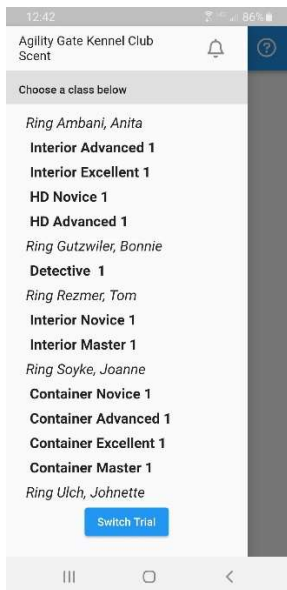 12:42
86%
Agility Gate Kennel Club
Scent
Choose a class below
Ring Ambani, Anita
Interior Advanced 1
Interior Excellent 1
HD Novice 1
HD Advanced 1
Ring Gutzwiler, Bonnie
Detective 1
Ring Rezmer, Tom
Interior Novice 1
Interior Master 1
Ring Soyke, Joanne
Container Novice 1
Container Advanced 1
Container Excellent 1
Container Master 1
Ring Ulch, Johnette
Switch Trial